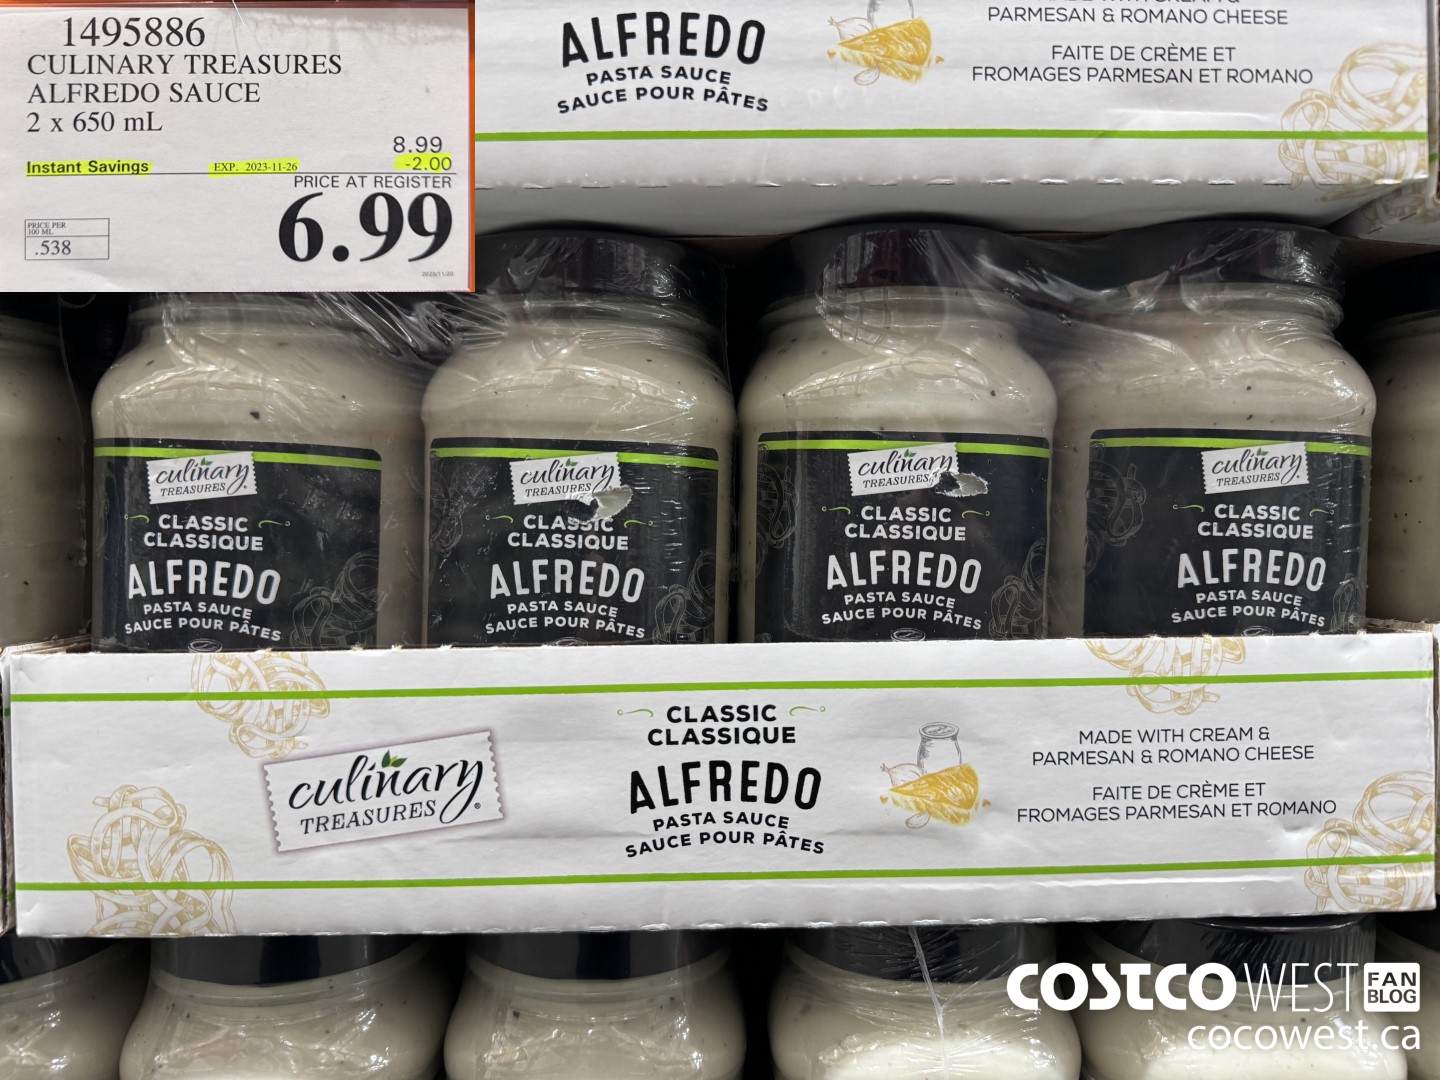 1495886
CULINARY TREASURES
ALFREDO SAUCE
2 x 650 mL
8.99
Instant Savings EXP. 2023-11-26 -2.00
PRICE AT REGISTER
6.99
PRICE PER
100 ML
.538
2023/11/20
ALFREDO
PASTA SAUCE
SAUCE POUR PÂTES
MADE WITH CREAM &
PARMESAN & ROMANO CHEESE
FAITE DE CRÈME ET
FROMAGES PARMESAN ET ROMANO
culinary
TREASURES®
CLASSIC
CLASSIQUE
ALFREDO
PASTA SAUCE
SAUCE POUR PÂTES
culinary
TREASURES
CLASSIC
CLASSIQUE
ALFREDO
PASTA SAUCE
SAUCE POUR PÂTES
culinary
TREASURES
CLASSIC
CLASSIQUE
ALFREDO
PASTA SAUCE
SAUCE POUR PÂTES
culinary
TREASURES®
CLASSIC
CLASSIQUE
ALFREDO
PASTA SAUCE
SAUCE POUR PÂTES
culinary
TREASURES®
CLASSIC
CLASSIQUE
ALFREDO
PASTA SAUCE
SAUCE POUR PÂTES
MADE WITH CREAM &
PARMESAN & ROMANO CHEESE
FAITE DE CRÈME ET
FROMAGES PARMESAN ET ROMANO
COSTCO WEST FAN BLOG
cocowest.ca